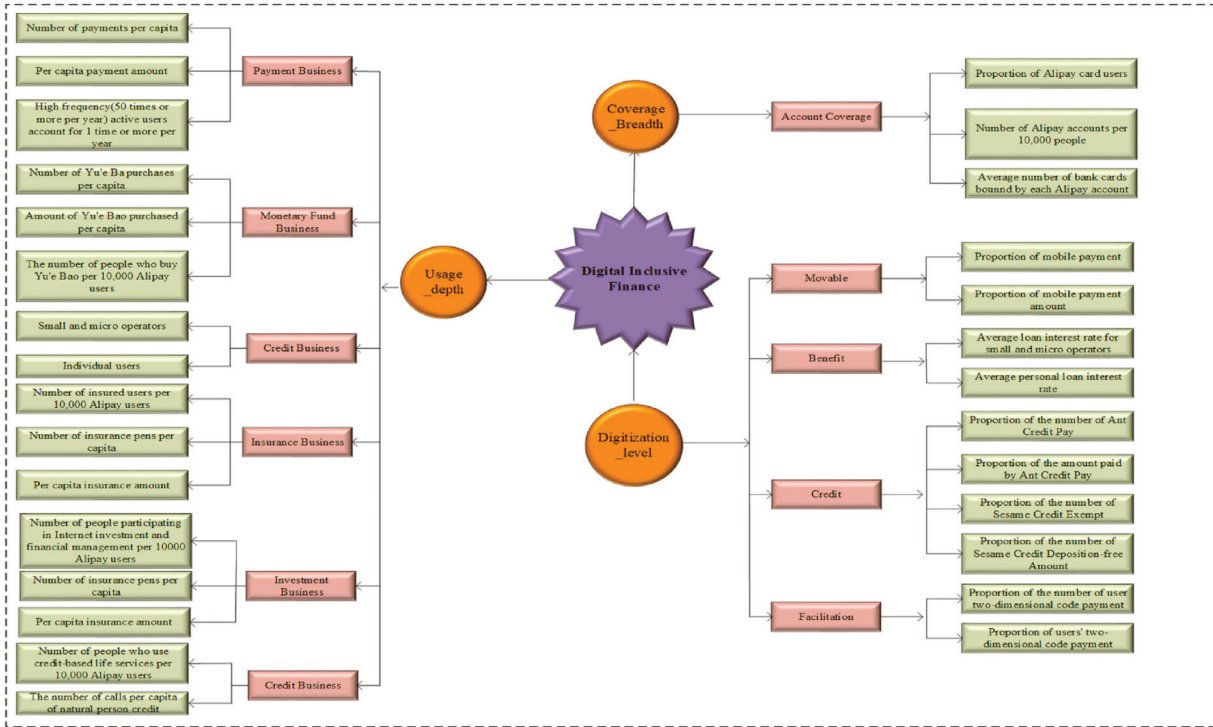 Number of payments per capita
Per capita payment amount
High frequency(50 times or
more per year) active users
account for 1 time or more per
year
Payment Business
Number of Yu'e Ba purchases
per capita
Amount of Yu'e Bao purchased
per capita
The number of people who buy
Yu'e Bao per 10,000 Alipay
users
Monetary Fund
Business
Small and micro operators
Individual users
Credit Business
Number of insured users per
10,000 Alipay users
Number of insurance pens per
capita
Per capita insurance amount
Insurance Business
Number of people participating
in Internet investment and
financial management per 10000
Alipay users
Number of insurance pens per
capita
Per capita insurance amount
Investment
Business
Number of people who use
credit-based life services per
10,000 Alipay users
The number of calls per capita
of natural person credit
Credit Business
Usage
_depth
Digital Inclusive
Finance
Coverage
_Breadth
Account Coverage
Proportion of Alipay card users
Number of Alipay accounts per
10,000 people
Average number of bank cards
bound by each Alipay account
Digitization
_level
Movable
Proportion of mobile payment
Proportion of mobile payment
amount
Benefit
Average loan interest rate for
small and micro operators
Average personal loan interest
rate
Credit
Proportion of the number of Ant
Credit Pay
Proportion of the amount paid
by Ant Credit Pay
Proportion of the number of
Sesame Credit Exempt
Proportion of the number of
Sesame Credit Deposition-free
Amount
Facilitation
Proportion of the number of user
two-dimensional code payment
Proportion of users' two-
dimensional code payment